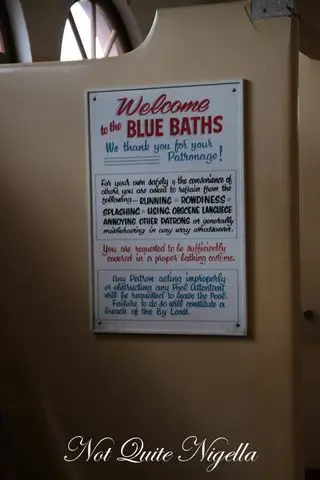 Welcome
to the BLUE BATHS
We thank you for your
Patronage!
For your own safety & the convenience of
others, you are asked to refrain from the
following... RUNNING ROWDINESS
SPLASHING USING OBSCENE LANGUEGE
ANNOYING OTHER PATRONS or generally
misbehaving in any way whatsoever.
You are requested to be sufficiently
covered in a proper bathing costume.
Any Patron acting improperly
or obstructing any Pool Attentant
will be requested to leave the Pool.
Failure to do so will constitute a
breach of the By Laws.
Not Quite Nigella